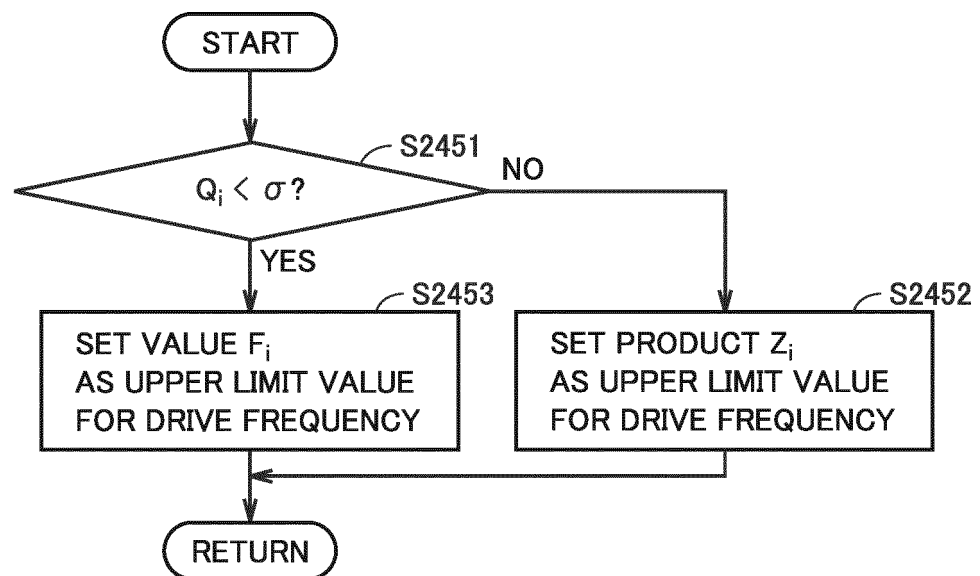 START
S2451
Qᵢ < σ?
NO
YES
S2453
SET VALUE Fᵢ
AS UPPER LIMIT VALUE
FOR DRIVE FREQUENCY
S2452
SET PRODUCT Zᵢ
AS UPPER LIMIT VALUE
FOR DRIVE FREQUENCY
RETURN